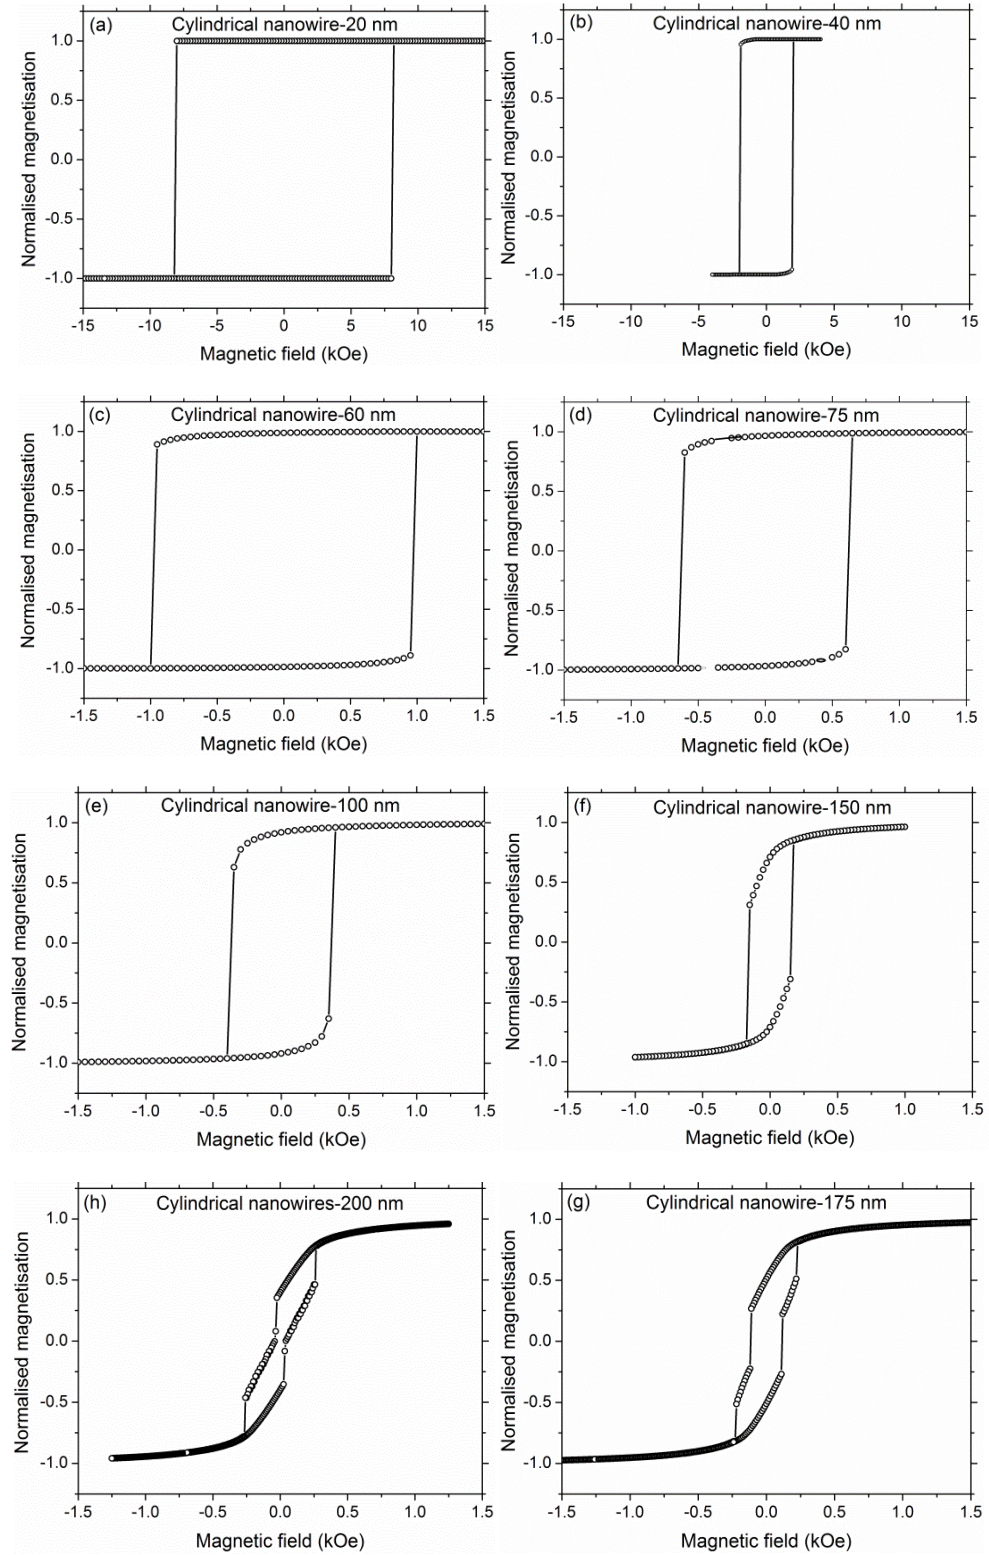 (a) Cylindrical nanowire-20 nm
Normalised magnetisation
1.0
0.5
0.0
-0.5
-1.0
-15 -10 -5 0 5 10 15
Magnetic field (kOe)
(b) Cylindrical nanowire-40 nm
Normalised magnetisation
1.0
0.5
0.0
-0.5
-1.0
-15 -10 -5 0 5 10 15
Magnetic field (kOe)
(c) Cylindrical nanowire-60 nm
Normalised magnetisation
1.0
0.5
0.0
-0.5
-1.0
-1.5 -1.0 -0.5 0.0 0.5 1.0 1.5
Magnetic field (kOe)
(d) Cylindrical nanowire-75 nm
Normalised magnetisation
1.0
0.5
0.0
-0.5
-1.0
-1.5 -1.0 -0.5 0.0 0.5 1.0 1.5
Magnetic field (kOe)
(e) Cylindrical nanowire-100 nm
Normalised magnetisation
1.0
0.5
0.0
-0.5
-1.0
-1.5 -1.0 -0.5 0.0 0.5 1.0 1.5
Magnetic field (kOe)
(f) Cylindrical nanowire-150 nm
Normalised magnetisation
1.0
0.5
0.0
-0.5
-1.0
-1.5 -1.0 -0.5 0.0 0.5 1.0 1.5
Magnetic field (kOe)
(h) Cylindrical nanowires-200 nm
Normalised magnetisation
1.0
0.5
0.0
-0.5
-1.0
-1.5 -1.0 -0.5 0.0 0.5 1.0 1.5
Magnetic field (kOe)
(g) Cylindrical nanowire-175 nm
Normalised magnetisation
1.0
0.5
0.0
-0.5
-1.0
-1.5 -1.0 -0.5 0.0 0.5 1.0 1.5
Magnetic field (kOe)